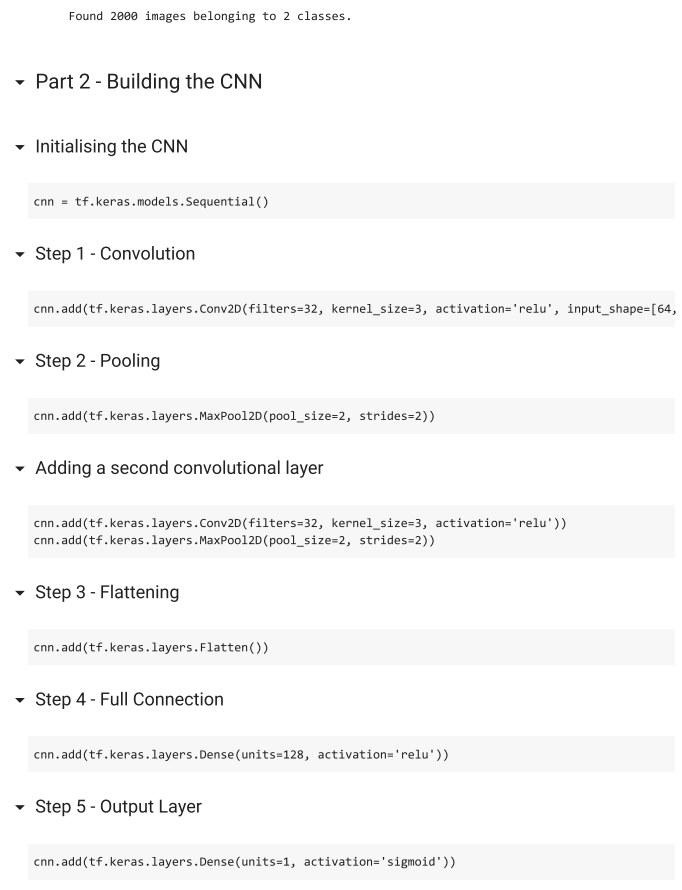 Found 2000 images belonging to 2 classes.
Part 2 - Building the CNN
Initialising the CNN
cnn = tf.keras.models.Sequential()
Step 1 - Convolution
cnn.add(tf.keras.layers.Conv2D(filters=32, kernel_size=3, activation='relu', input_shape=[64,
Step 2 - Pooling
cnn.add(tf.keras.layers.MaxPool2D(pool_size=2, strides=2))
Adding a second convolutional layer
cnn.add(tf.keras.layers.Conv2D(filters=32, kernel_size=3, activation='relu'))
cnn.add(tf.keras.layers.MaxPool2D(pool_size=2, strides=2))
Step 3 - Flattening
cnn.add(tf.keras.layers.Flatten())
Step 4 - Full Connection
cnn.add(tf.keras.layers.Dense(units=128, activation='relu'))
Step 5 - Output Layer
cnn.add(tf.keras.layers.Dense(units=1, activation='sigmoid'))